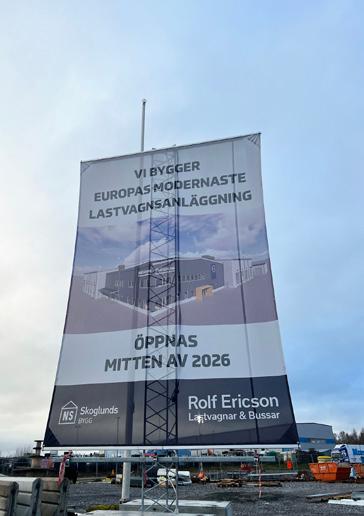 VI BYGGER
EUROPAS MODERNASTE
LASTVAGNSANLÄGGNING
ÖPPNAS
MITTEN AV 2026
NS Skoglunds
BYGG
Rolf Ericson
Lastvagnar & Bussar